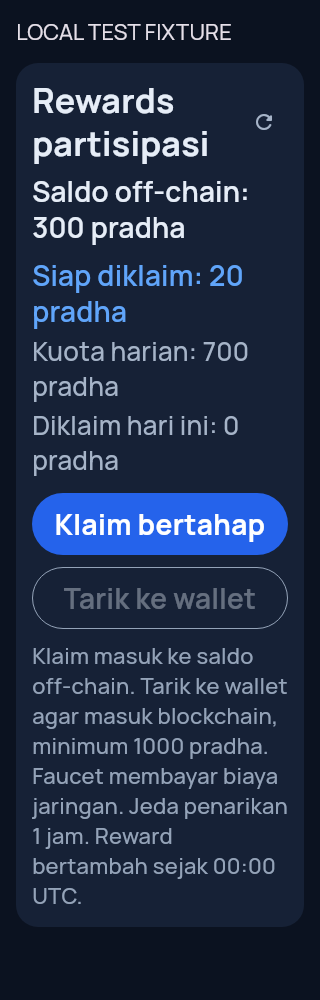 LOCAL TEST FIXTURE
Rewards
partisipasi
Saldo off-chain:
300 pradha
Siap diklaim: 20
pradha
Kuota harian: 700
pradha
Diklaim hari ini: 0
pradha
Klaim bertahap
Tarik ke wallet
Klaim masuk ke saldo
off-chain. Tarik ke wallet
agar masuk blockchain,
minimum 1000 pradha.
Faucet membayar biaya
jaringan. Jeda penarikan
1 jam. Reward
bertambah sejak 00:00
UTC.